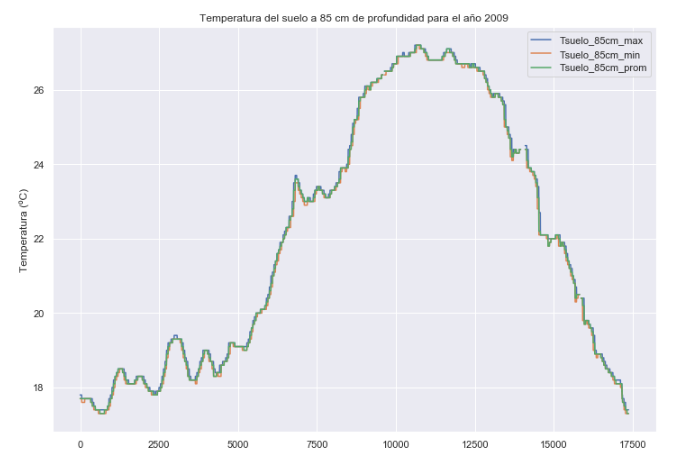 Temperatura del suelo a 85 cm de profundidad para el año 2009
Tsuelo_85cm_max
Tsuelo_85cm_min
Tsuelo_85cm_prom
Temperatura (ºC)
26
24
22
20
18
0 2500 5000 7500 10000 12500 15000 17500